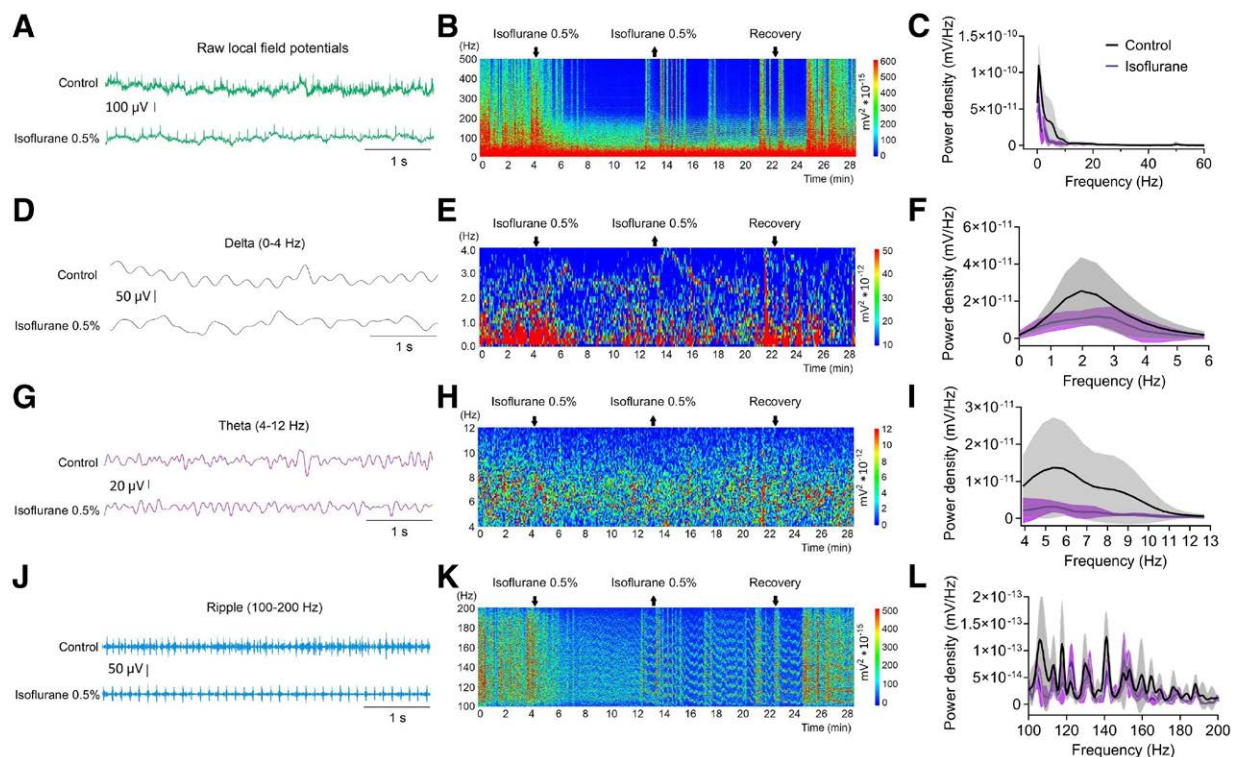 A
Raw local field potentials
Control
100 µV
Isoflurane 0.5%
1 s
B
Isoflurane 0.5% Isoflurane 0.5% Recovery
(Hz)
500
400
300
200
100
0
0 2 4 6 8 10 12 14 16 18 20 22 24 26 28
Time (min)
600
500
400
300
200
100
0
mV² *10⁻¹⁵
C
Power density (mV/Hz)
1.5*10⁻¹⁰
1*10⁻¹⁰
5*10⁻¹¹
0
Control
Isoflurane
0 20 40 60
Frequency (Hz)
D
Delta (0-4 Hz)
Control
50 µV
Isoflurane 0.5%
1 s
E
Isoflurane 0.5% Isoflurane 0.5% Recovery
(Hz)
4.0
3.0
2.0
1.0
0.0
0 2 4 6 8 10 12 14 16 18 20 22 24 26 28
Time (min)
50
40
30
20
10
mV² *10⁻¹²
F
Power density (mV/Hz)
6*10⁻¹¹
4*10⁻¹¹
2*10⁻¹¹
0
0 1 2 3 4 5 6
Frequency (Hz)
G
Theta (4-12 Hz)
Control
20 µV
Isoflurane 0.5%
1 s
H
Isoflurane 0.5% Isoflurane 0.5% Recovery
(Hz)
12
10
8
6
4
0 2 4 6 8 10 12 14 16 18 20 22 24 26 28
Time (min)
12
10
8
6
4
2
0
mV² *10⁻¹²
I
Power density (mV/Hz)
3*10⁻¹¹
2*10⁻¹¹
1*10⁻¹¹
0
4 5 6 7 8 9 10 11 12 13
Frequency (Hz)
J
Ripple (100-200 Hz)
Control
50 µV
Isoflurane 0.5%
1 s
K
Isoflurane 0.5% Isoflurane 0.5% Recovery
(Hz)
200
180
160
140
120
100
0 2 4 6 8 10 12 14 16 18 20 22 24 26 28
Time (min)
500
400
300
200
100
0
mV² *10⁻¹⁵
L
Power density (mV/Hz)
2*10⁻¹³
1*10⁻¹³
5*10⁻¹⁴
0
100 120 140 160 180 200
Frequency (Hz)